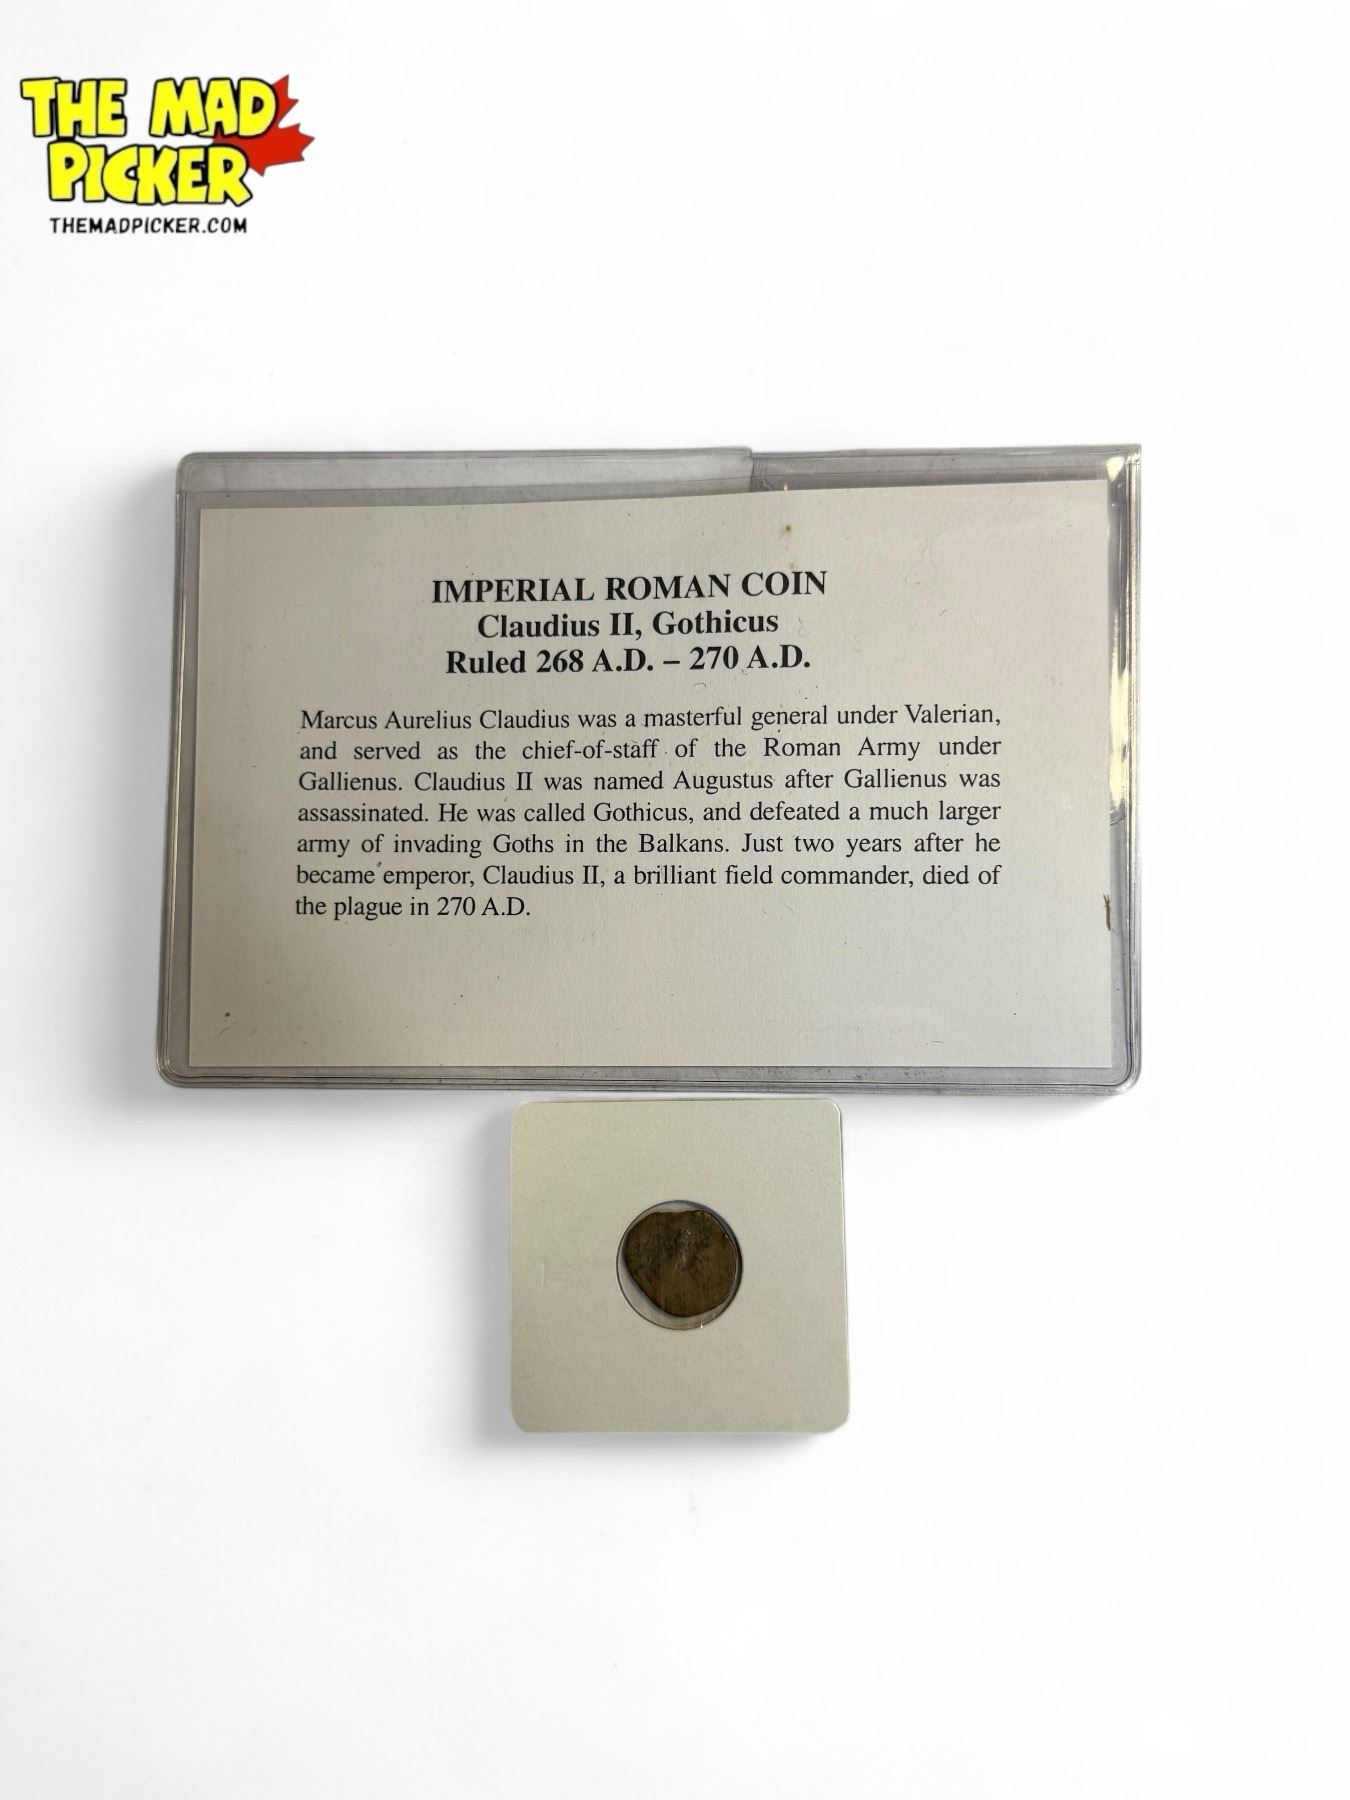 THE MAD
PICKER
THEMADPICKER.COM
IMPERIAL ROMAN COIN
Claudius II, Gothicus
Ruled 268 A.D. – 270 A.D.
Marcus Aurelius Claudius was a masterful general under Valerian,
and served as the chief-of-staff of the Roman Army under
Gallienus. Claudius II was named Augustus after Gallienus was
assassinated. He was called Gothicus, and defeated a much larger
army of invading Goths in the Balkans. Just two years after he
became emperor, Claudius II, a brilliant field commander, died of
the plague in 270 A.D.